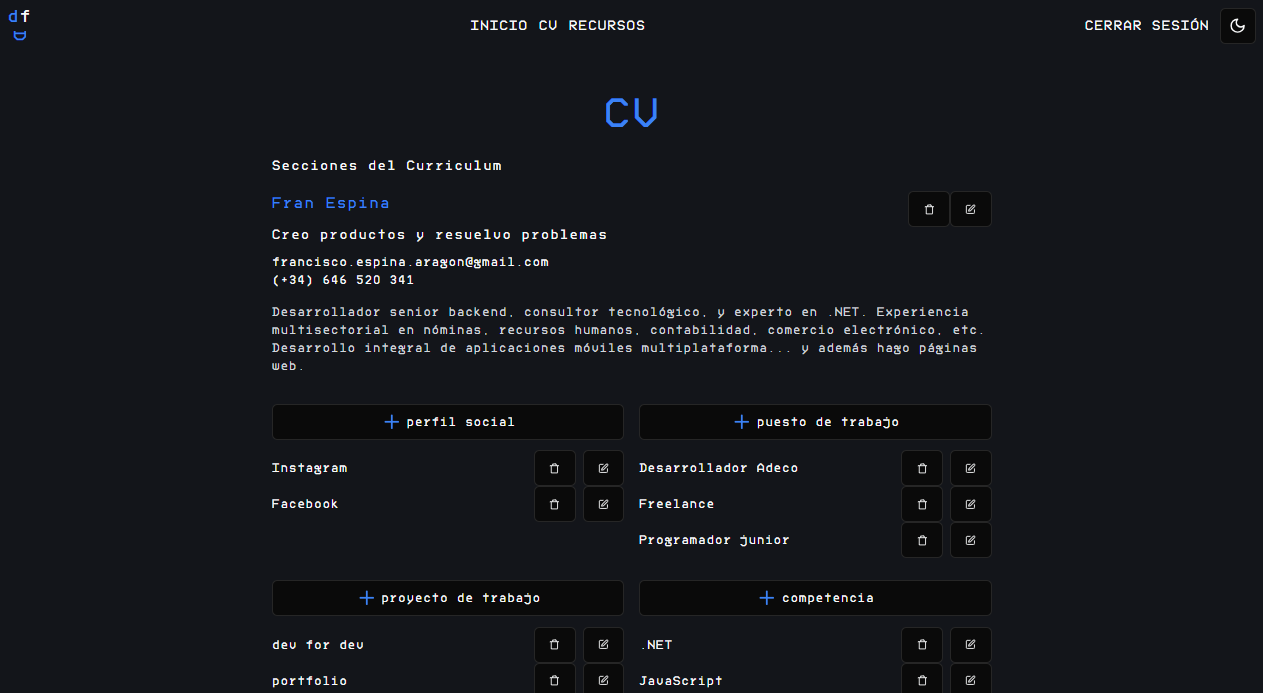 df
INICIO CV RECURSOS
CERRAR SESIÓN
CV
Secciones del Curriculum
Fran Espina
Creo productos y resuelvo problemas
francisco.espina.aragon@gmail.com
(+34) 646 520 341
Desarrollador senior backend, consultor tecnológico, y experto en .NET. Experiencia
multisectorial en nóminas, recursos humanos, contabilidad, comercio electrónico, etc.
Desarrollo integral de aplicaciones móviles multiplataforma... y además hago páginas
web.
+ perfil social
Instagram
Facebook
+ puesto de trabajo
Desarrollador Adeco
Freelance
Programador junior
+ proyecto de trabajo
dev for dev
portfolio
+ competencia
.NET
JavaScript